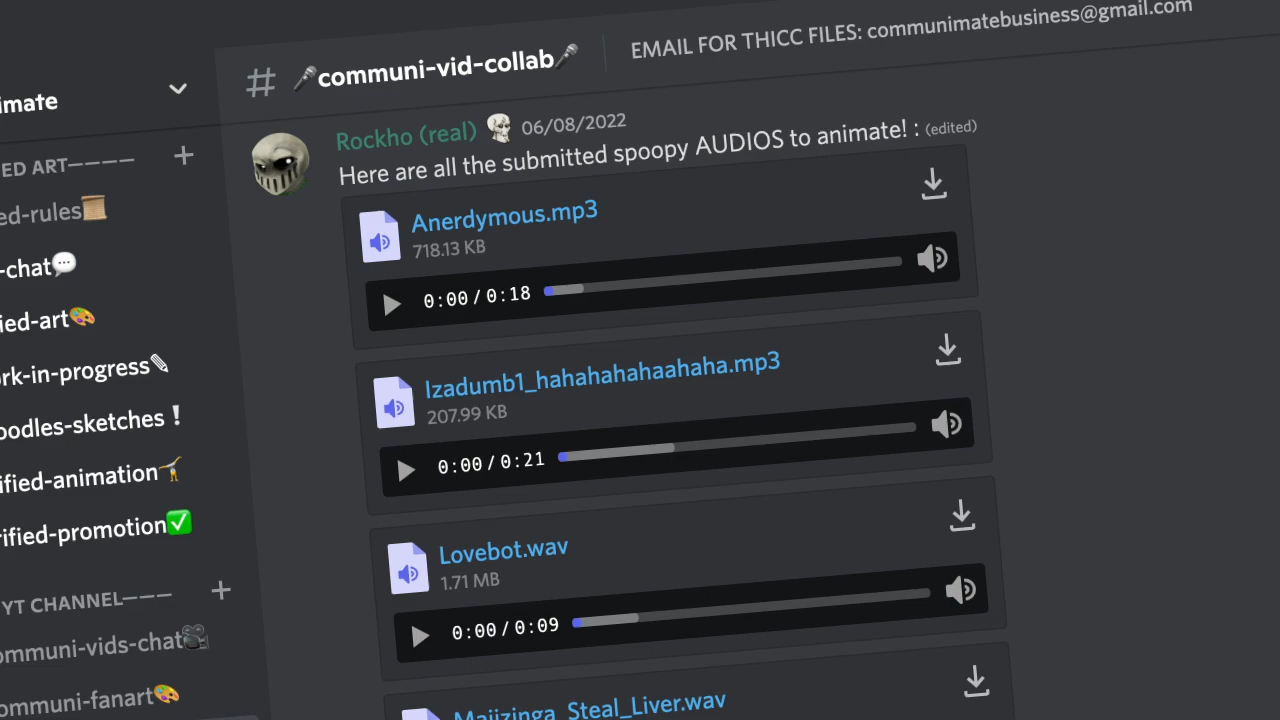 imate
ED ART————
ed-rules📜
-chat💬
ied-art🎨
rk-in-progress✎
oodles-sketches❕
ified-animation🤸
rified-promotion✅
YT CHANNEL———
ommuni-vids-chat🎥
ommuni-fanart🎨
# 🎤communi-vid-collab🎤
EMAIL FOR THICC FILES: communimatebusiness@gmail.com
Rockho (real) 06/08/2022
Here are all the submitted spoopy AUDIOS to animate! : (edited)
Anerdymous.mp3
718.13 KB
0:00 / 0:18
Izadumb1_hahahahahaahaha.mp3
207.99 KB
0:00 / 0:21
Lovebot.wav
1.71 MB
0:00 / 0:09
Majizinga_Steal_Liver.wav